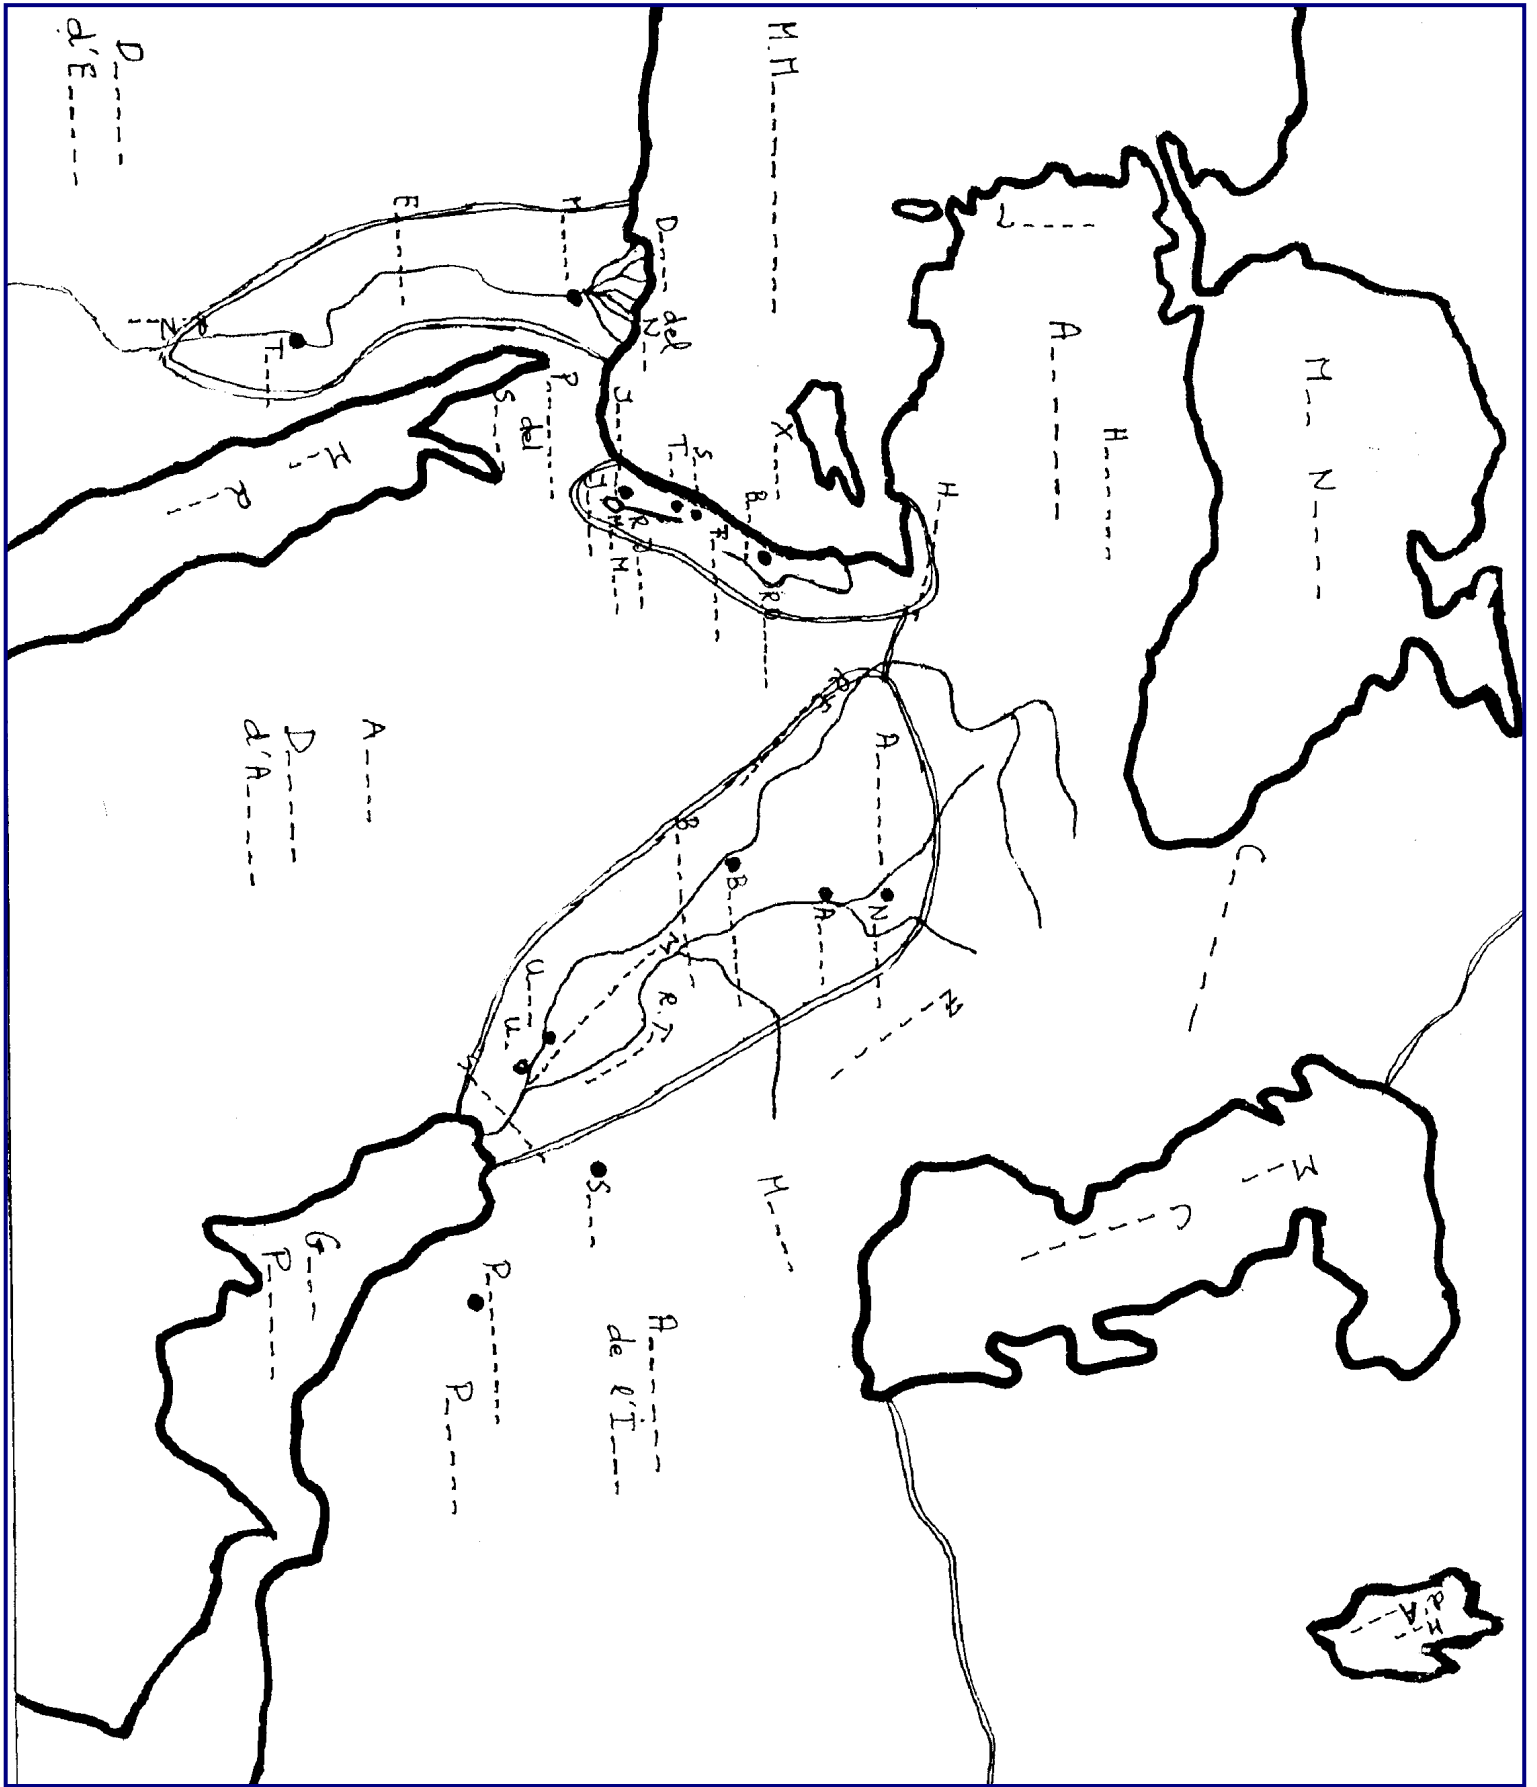 M--
d'A----
M-- N-----
C------
M---
C------
H-----
A--------
T-----
N-------
H---
A--------
N------
A----
B------
B--------
M----------
R.T-----
U---
U-
S----
M----
A-------
de l'I----
P---------
P------
G---
P------
M.M------------
X----
B---
R.O-----
F------
S---
T---
R.J----
M.M---
J----
J---
D---- del
N---
P------- del
S----
M---
E----
T---
R-
N---
M--
R---
A----
D------
d'A-----
D-----
d'E-----